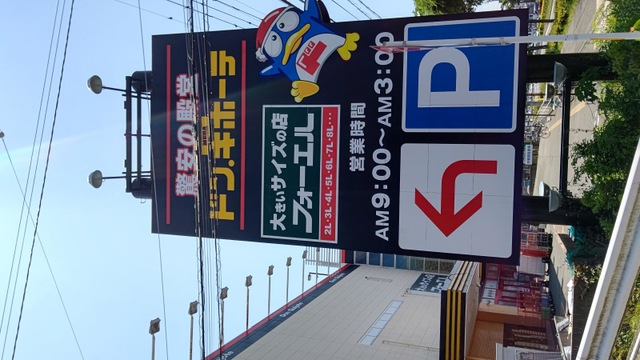 驚安の殿堂
ドン.キホーテ
大きいサイズの店
フォーエル
2L・3L・4L・5L・6L・7L・8L・・・
営業時間
AM9:00〜AM3:00
P